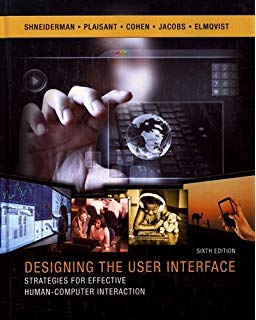 SHNEIDERMAN • PLAISANT • COHEN • JACOBS • ELMQVIST
SIXTH EDITION
DESIGNING THE USER INTERFACE
STRATEGIES FOR EFFECTIVE
HUMAN-COMPUTER INTERACTION